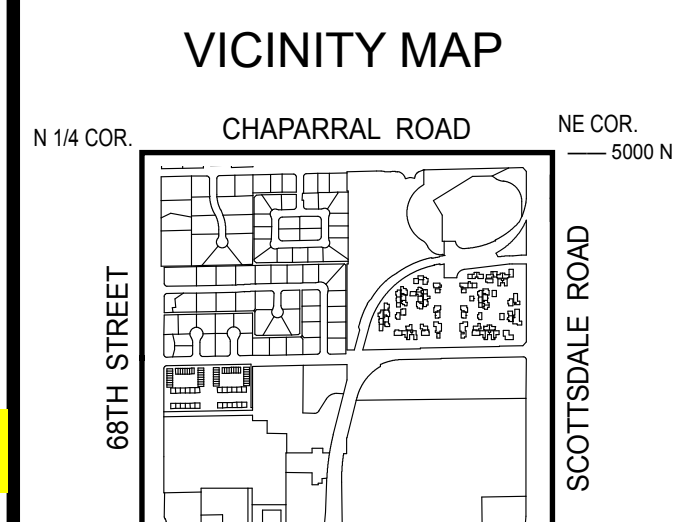 VICINITY MAP
N 1/4 COR.
CHAPARRAL ROAD
NE COR.
5000 N
68TH STREET
SCOTTSDALE ROAD